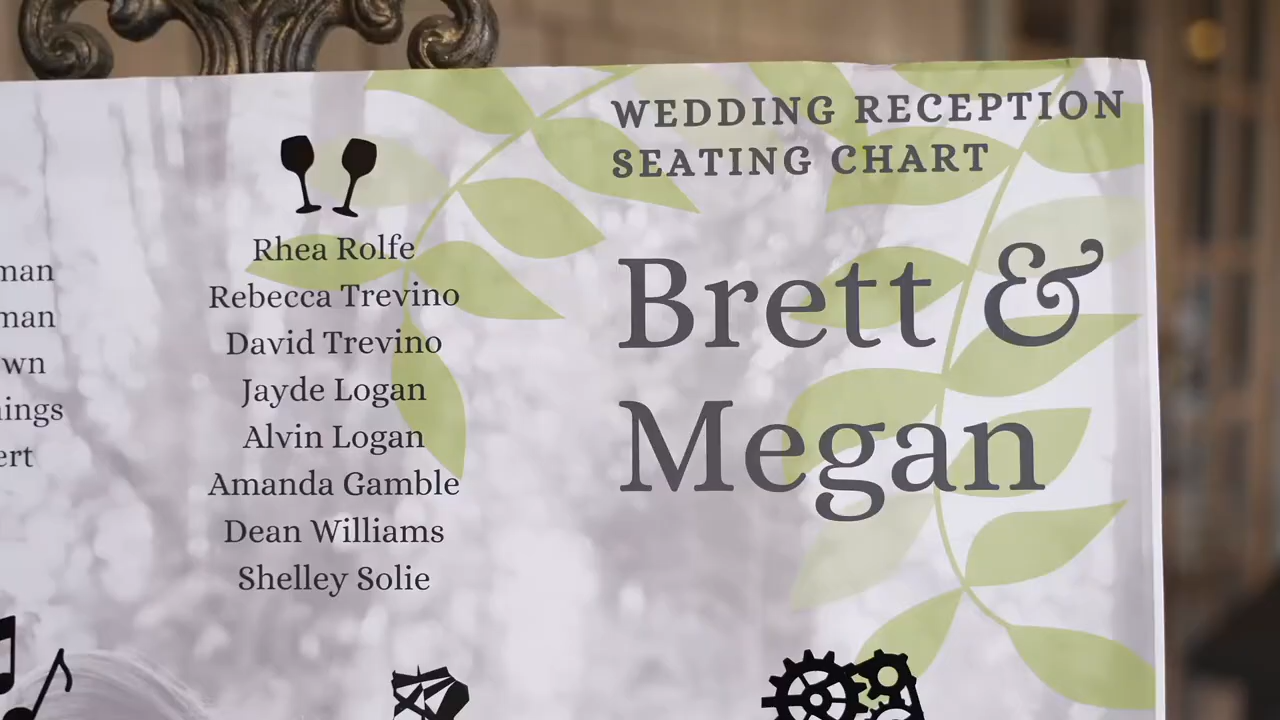 WEDDING RECEPTION
SEATING CHART
Brett &
Megan
Rhea Rolfe
Rebecca Trevino
David Trevino
Jayde Logan
Alvin Logan
Amanda Gamble
Dean Williams
Shelley Solie